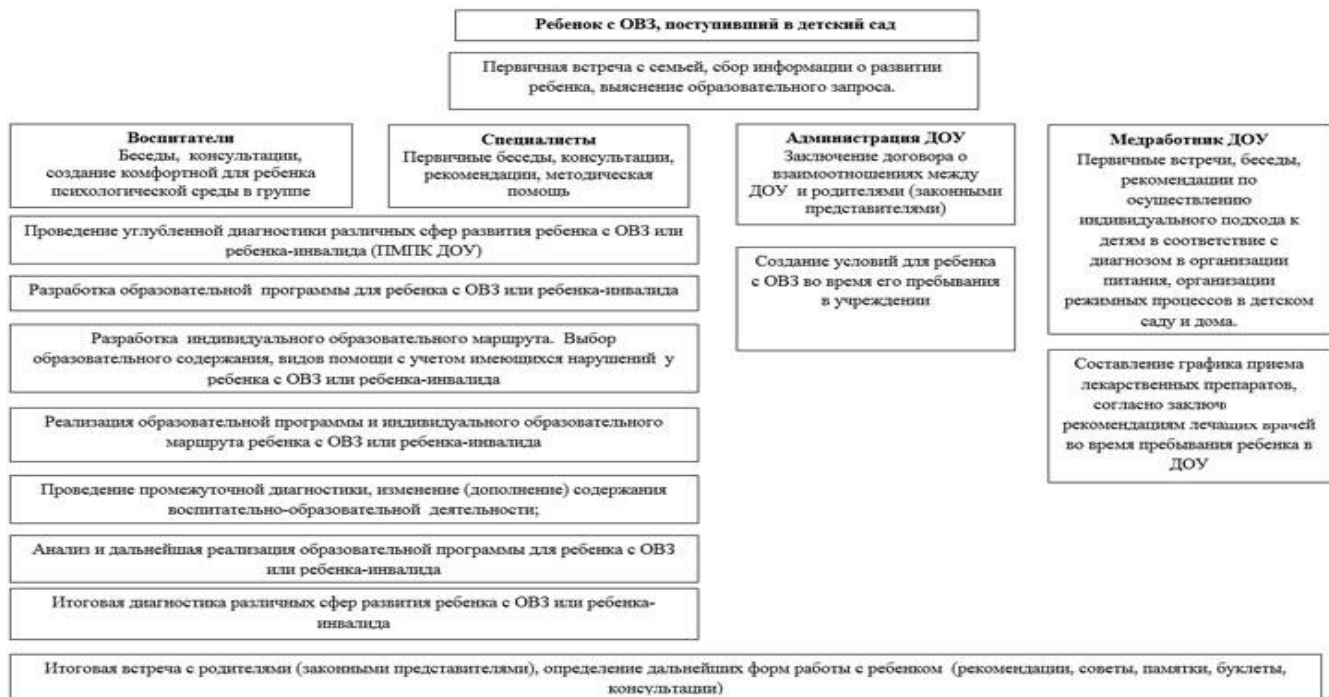 Ребенок с ОВЗ, поступивший в детский сад
Первичная встреча с семьей, сбор информации о развитии
ребенка, выяснение образовательного запроса.
Воспитатели
Беседы, консультации,
создание комфортной для ребенка
психологической среды в группе
Специалисты
Первичные беседы, консультации,
рекомендации, методическая
помощь
Администрация ДОУ
Заключение договора о
взаимоотношениях между
ДОУ и родителями (законными
представителями)
Медработник ДОУ
Первичные встречи, беседы,
рекомендации по
осуществлению
индивидуального подхода к
детям в соответствие с
диагнозом в организации
питания, организации
режимных процессов в детском
саду и дома.
Проведение углубленной диагностики различных сфер развития ребенка с ОВЗ или
ребенка-инвалида (ПМПК ДОУ)
Создание условий для ребенка
с ОВЗ во время его пребывания
в учреждении
Разработка образовательной программы для ребенка с ОВЗ или ребенка-инвалида
Разработка индивидуального образовательного маршрута. Выбор
образовательного содержания, видов помощи с учетом имеющихся нарушений у
ребенка с ОВЗ или ребенка-инвалида
Составление графика приема
лекарственных препаратов,
согласно заключ
рекомендациям лечащих врачей
во время пребывания ребенка в
ДОУ
Реализация образовательной программы и индивидуального образовательного
маршрута ребенка с ОВЗ или ребенка-инвалида
Проведение промежуточной диагностики, изменение (дополнение) содержания
воспитательно-образовательной деятельности;
Анализ и дальнейшая реализация образовательной программы для ребенка с ОВЗ
или ребенка-инвалида
Итоговая диагностика различных сфер развития ребенка с ОВЗ или ребенка-
инвалида
Итоговая встреча с родителями (законными представителями), определение дальнейших форм работы с ребенком (рекомендации, советы, памятки, буклеты,
консультации)